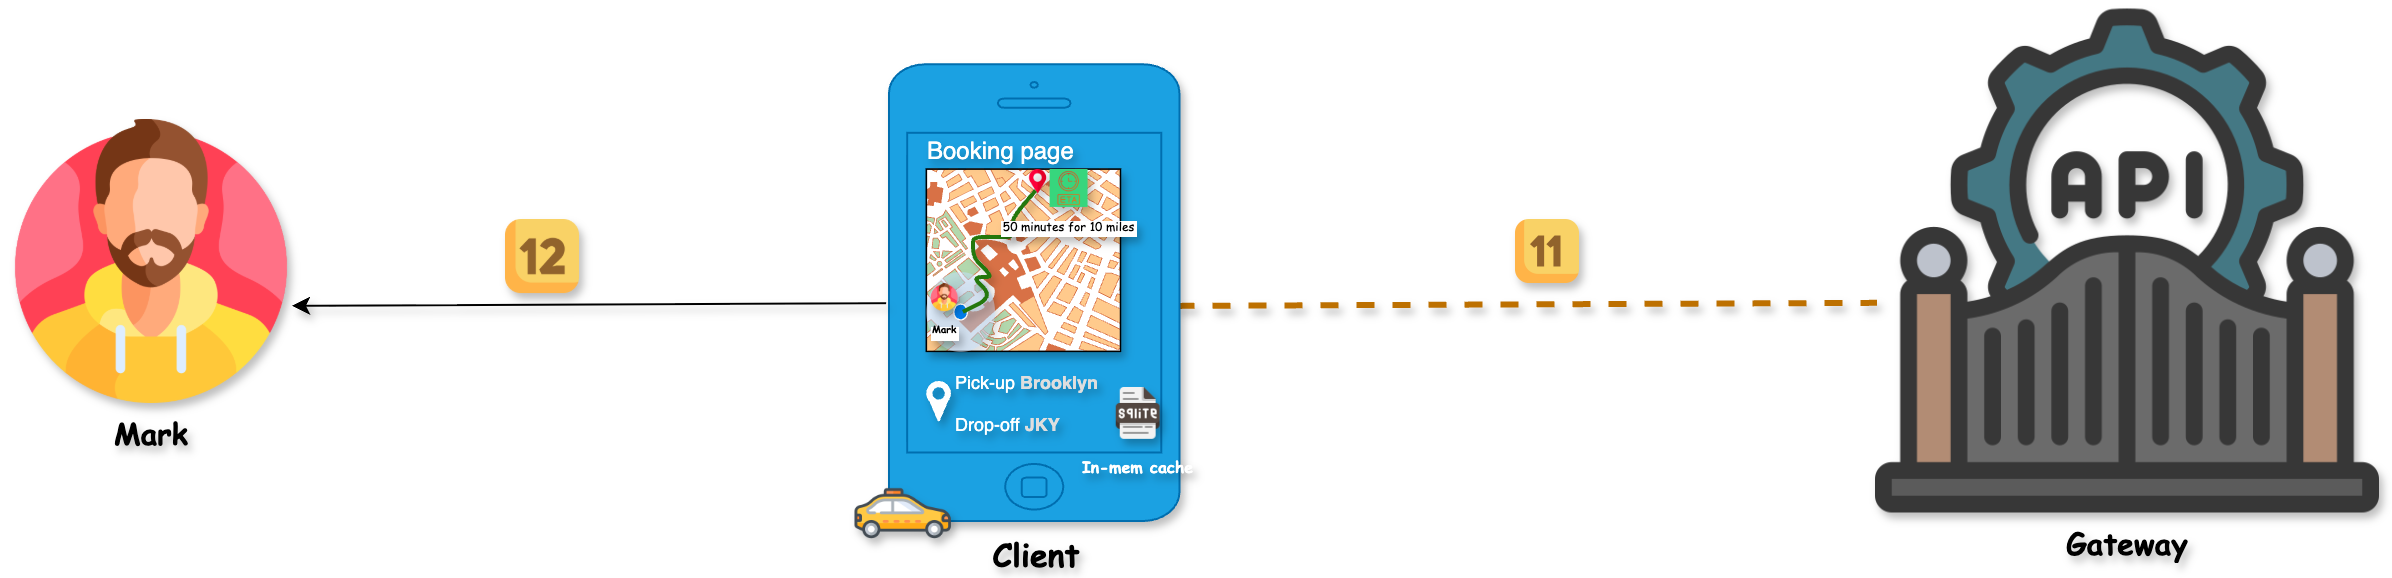 Mark
12
Booking page
ETA
50 minutes for 10 miles
Mark
Pick-up Brooklyn
Drop-off JKY
sqlite
In-mem cache
Client
11
API
Gateway